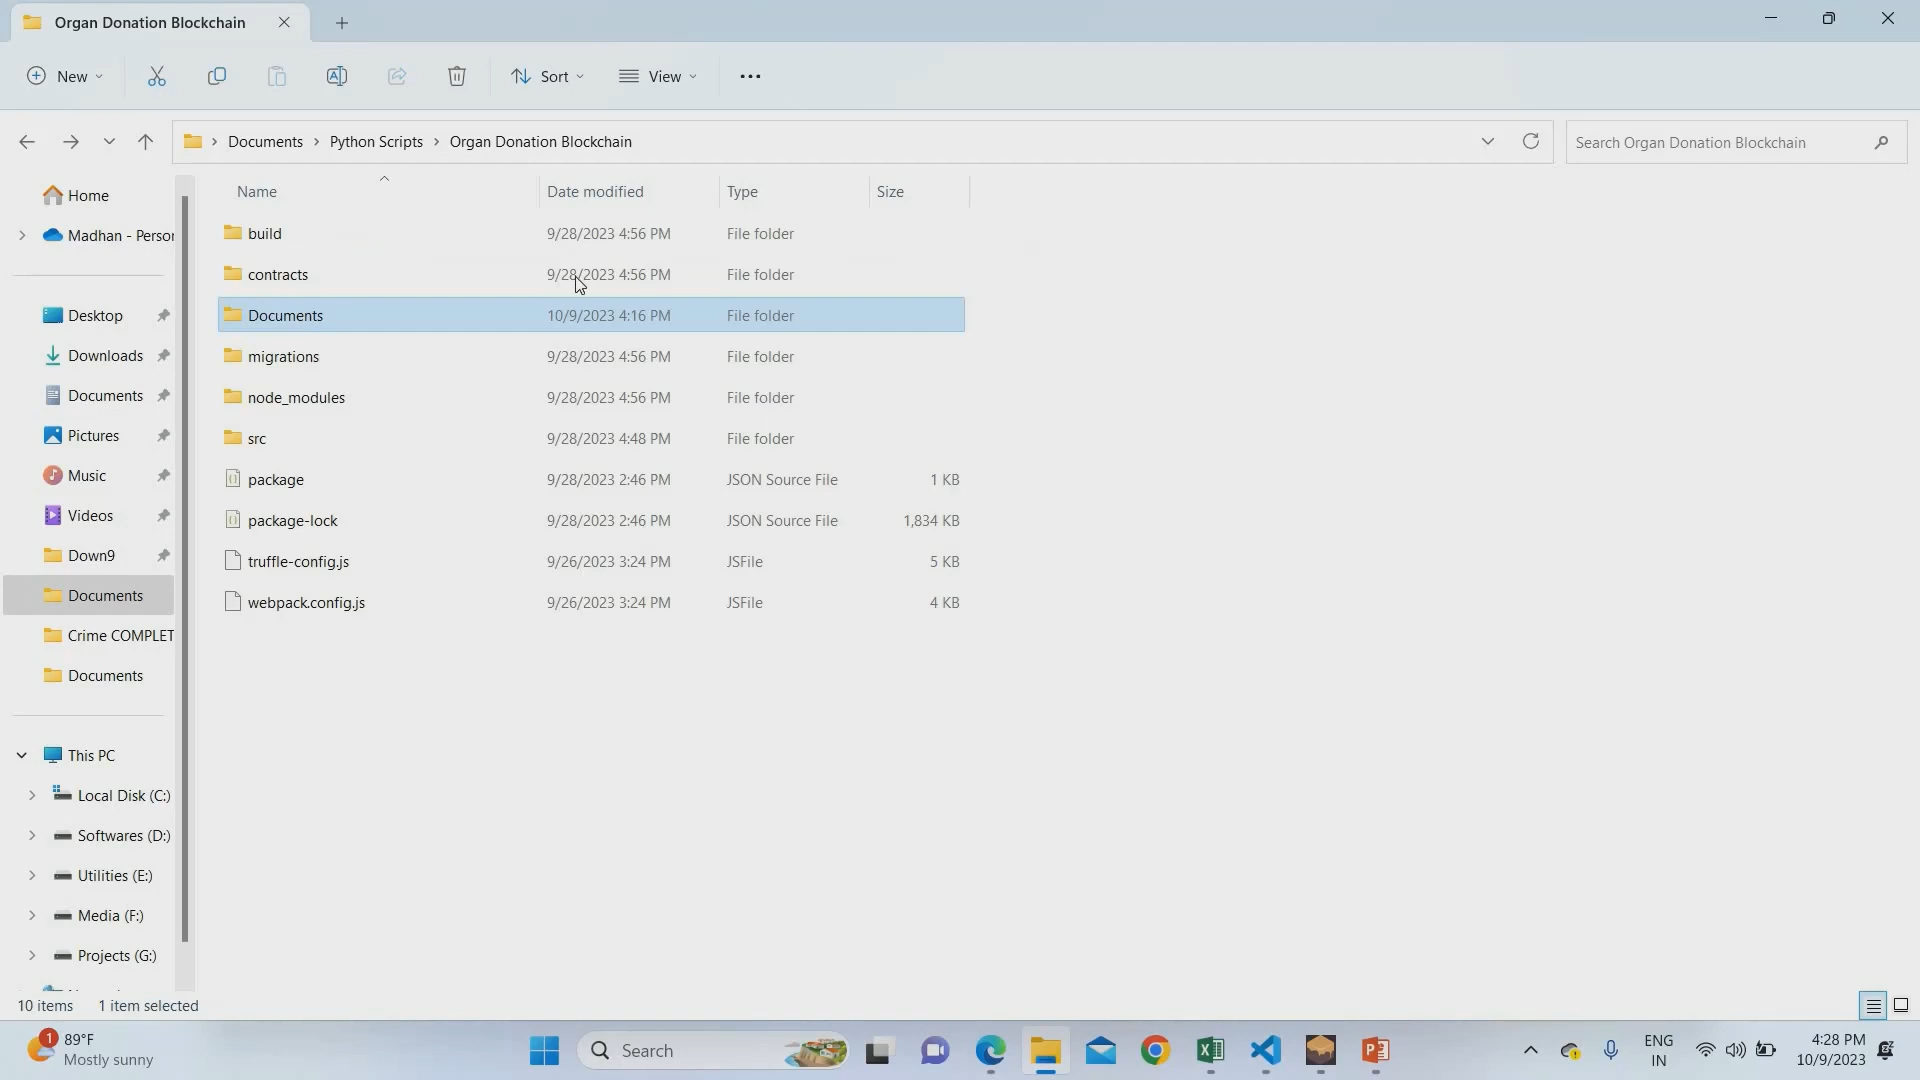 Organ Donation Blockchain
New
Sort
View
Documents > Python Scripts > Organ Donation Blockchain
Search Organ Donation Blockchain
Name Date modified Type Size
build 9/28/2023 4:56 PM File folder
contracts 9/28/2023 4:56 PM File folder
Documents 10/9/2023 4:16 PM File folder
migrations 9/28/2023 4:56 PM File folder
node_modules 9/28/2023 4:56 PM File folder
src 9/28/2023 4:48 PM File folder
package 9/28/2023 2:46 PM JSON Source File 1 KB
package-lock 9/28/2023 2:46 PM JSON Source File 1,834 KB
truffle-config.js 9/26/2023 3:24 PM JSFile 5 KB
webpack.config.js 9/26/2023 3:24 PM JSFile 4 KB
Home
Madhan - Person
Desktop
Downloads
Documents
Pictures
Music
Videos
Down9
Documents
Crime COMPLET
Documents
This PC
Local Disk (C:)
Softwares (D:)
Utilities (E:)
Media (F:)
Projects (G:)
10 items 1 item selected
1
89°F
Mostly sunny
Search
ENG
IN
4:28 PM
10/9/2023